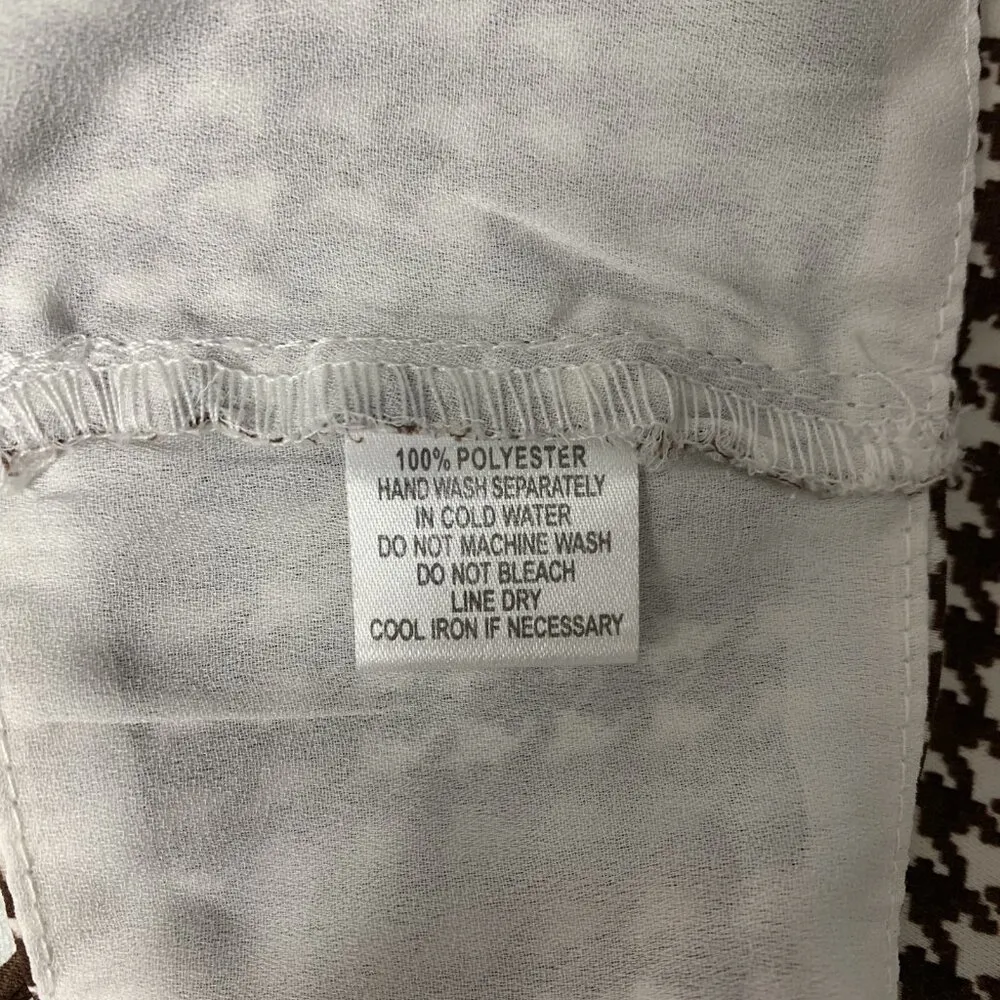 100% POLYESTER
HAND WASH SEPARATELY
IN COLD WATER
DO NOT MACHINE WASH
DO NOT BLEACH
LINE DRY
COOL IRON IF NECESSARY